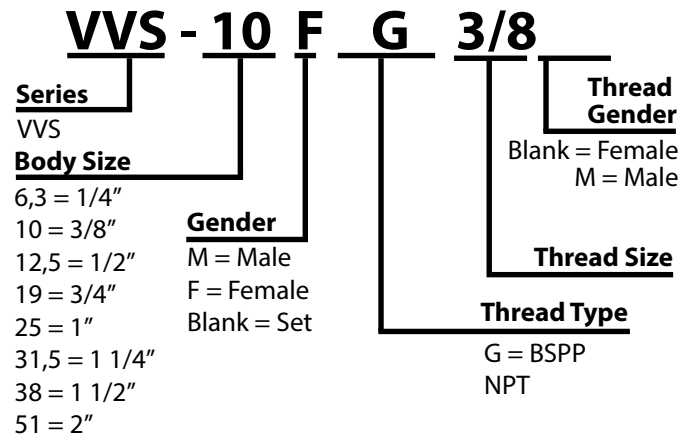 VVS - 10 F G 3/8
Series
VVS
Body Size
6,3 = 1/4”
10 = 3/8”
12,5 = 1/2”
19 = 3/4”
25 = 1”
31,5 = 1 1/4”
38 = 1 1/2”
51 = 2”
Gender
M = Male
F = Female
Blank = Set
Thread Type
G = BSPP
NPT
Thread Size
Thread
Gender
Blank = Female
M = Male